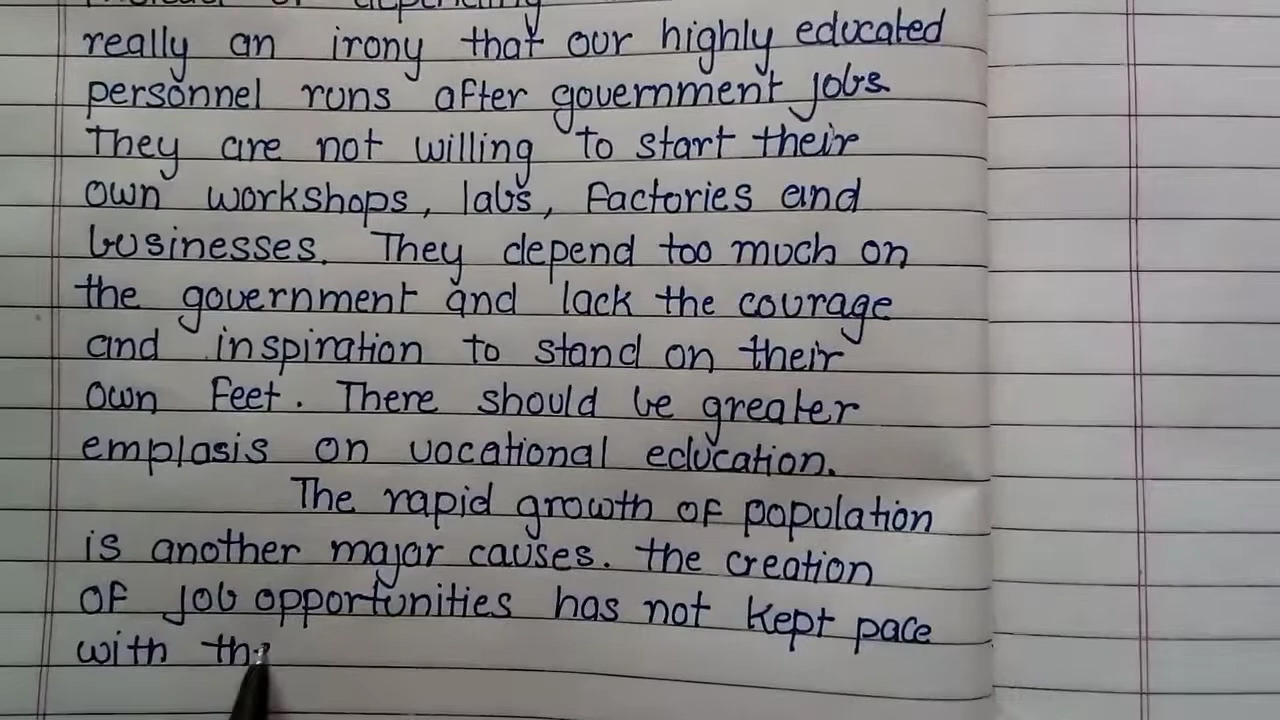 depending
really an irony that our highly educated
personnel runs after government jobs
They are not willing to start their
own workshops, labs, factories and
businesses. They depend too much on
the government and lack the courage
and inspiration to stand on their
own feet. There should be greater
emplasis on vocational education.
The rapid growth of population
is another major causes. the creation
of job opportunities has not kept pace
with the